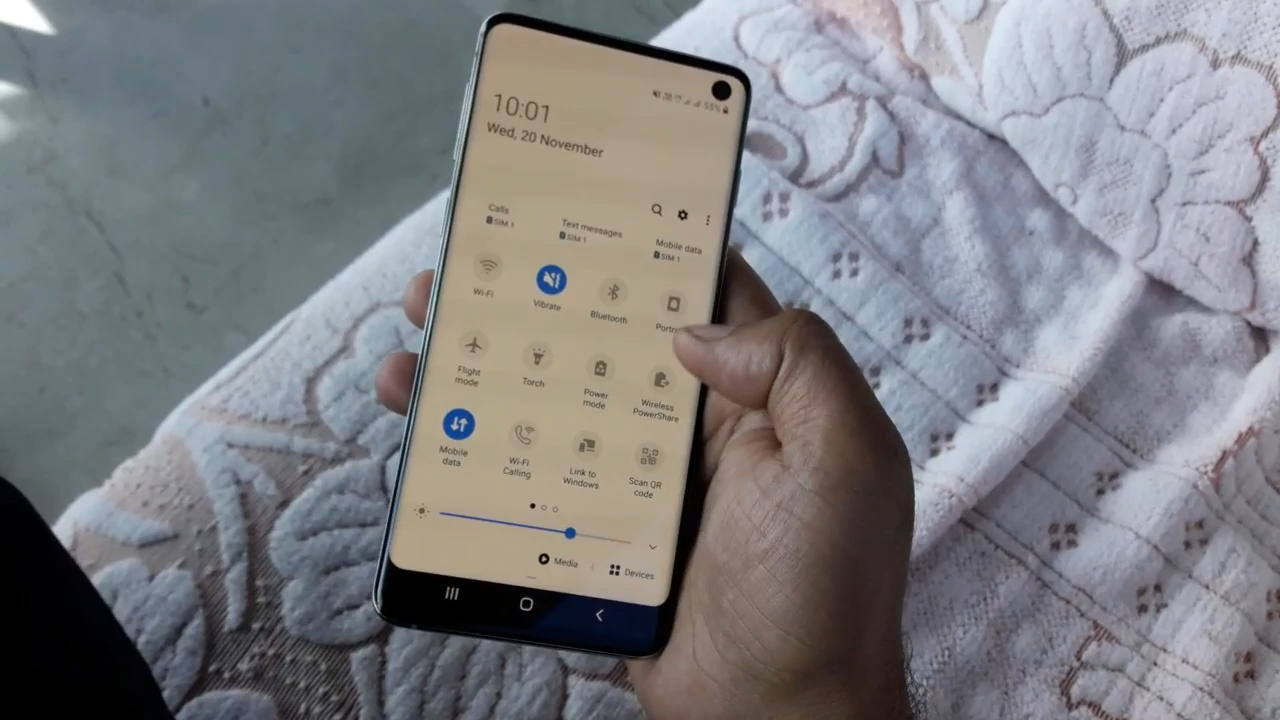 55%
10:01
Wed, 20 November
Calls
SIM 1
Text messages
SIM 1
Mobile data
SIM 1
Wi-Fi
Vibrate
Bluetooth
Flight
mode
Torch
Power
mode
Wireless
PowerShare
Mobile
data
Wi-Fi
Calling
Link to
Windows
Scan QR
code
Media
Devices